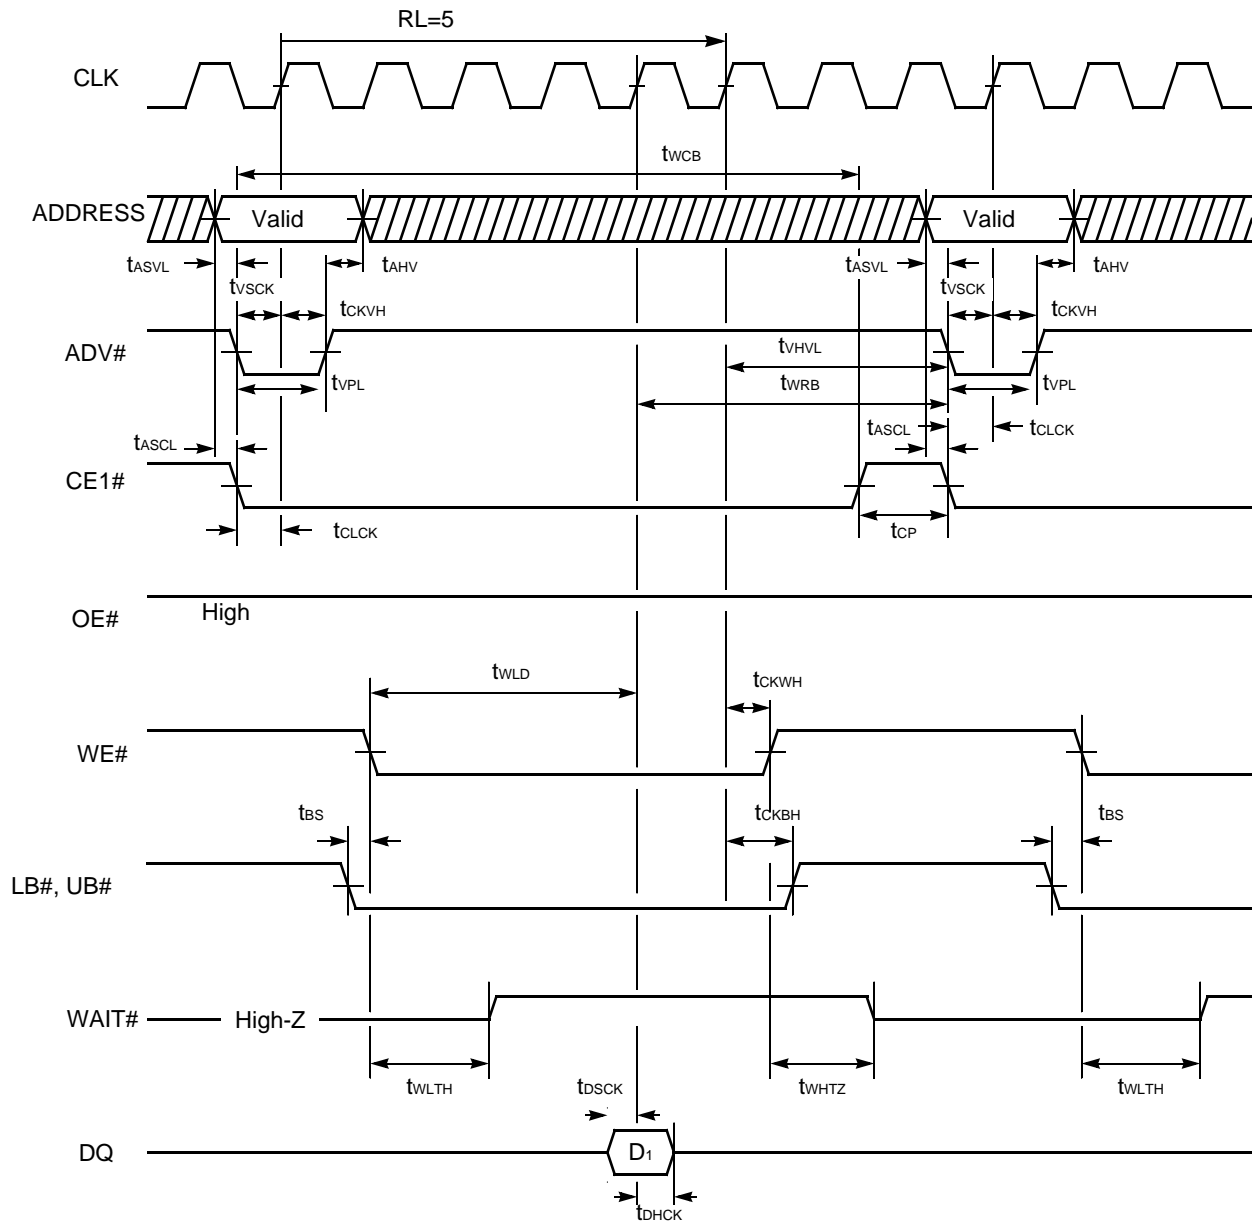 RL=5
CLK
tWCB
ADDRESS
Valid
Valid
tASVL
tAHV
tASVL
tAHV
tVSCK
tVSCK
tCKVH
tCKVH
ADV#
tVHVL
tVPL
tWRB
tVPL
tASCL
tASCL
tCLCK
CE1#
tCLCK
tCP
OE#
High
tWLD
tCKWH
WE#
tBS
tCKBH
tBS
LB#, UB#
WAIT#
High-Z
tWLTH
tDSCK
tWHTZ
tWLTH
DQ
D1
tDHCK